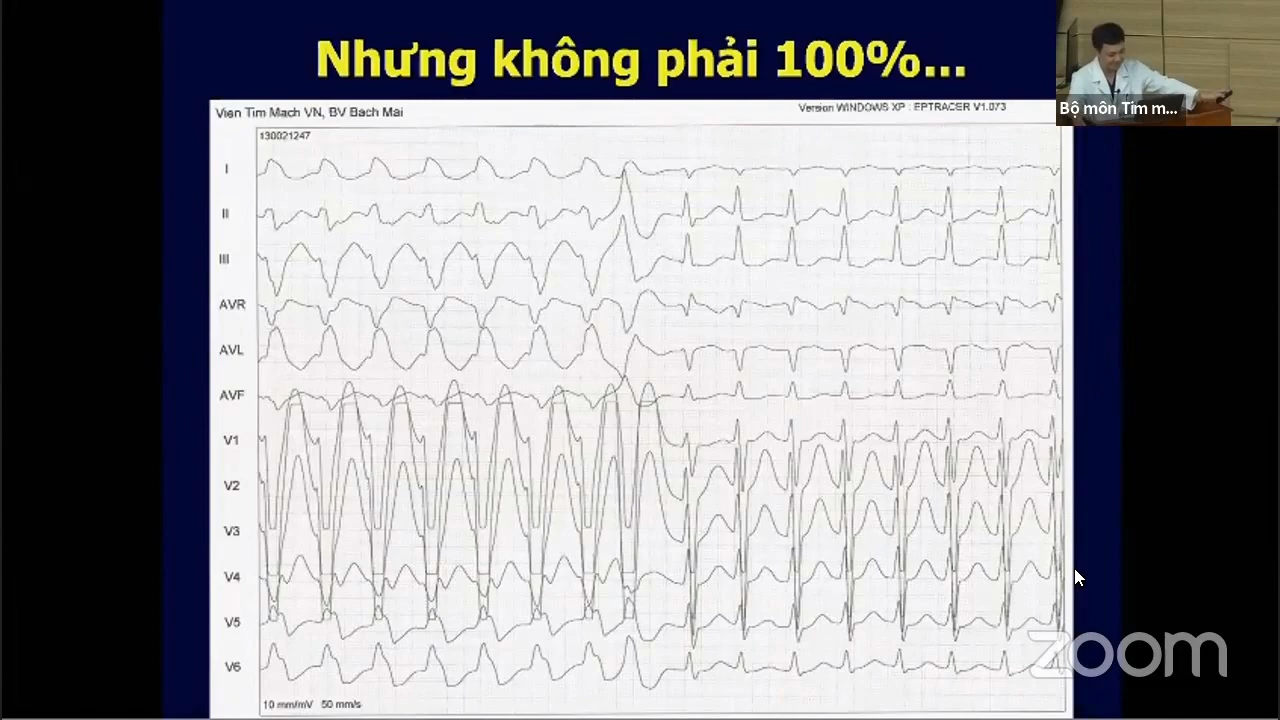 Nhưng không phải 100%...
Bộ môn Tim m...
Vien Tim Mach VN, BV Bach Mai
Version WINDOWS XP : EPTRACER V1.073
130021247
I
II
III
AVR
AVL
AVF
V1
V2
V3
V4
V5
V6
10 mm/mV 50 mm/s
zoom